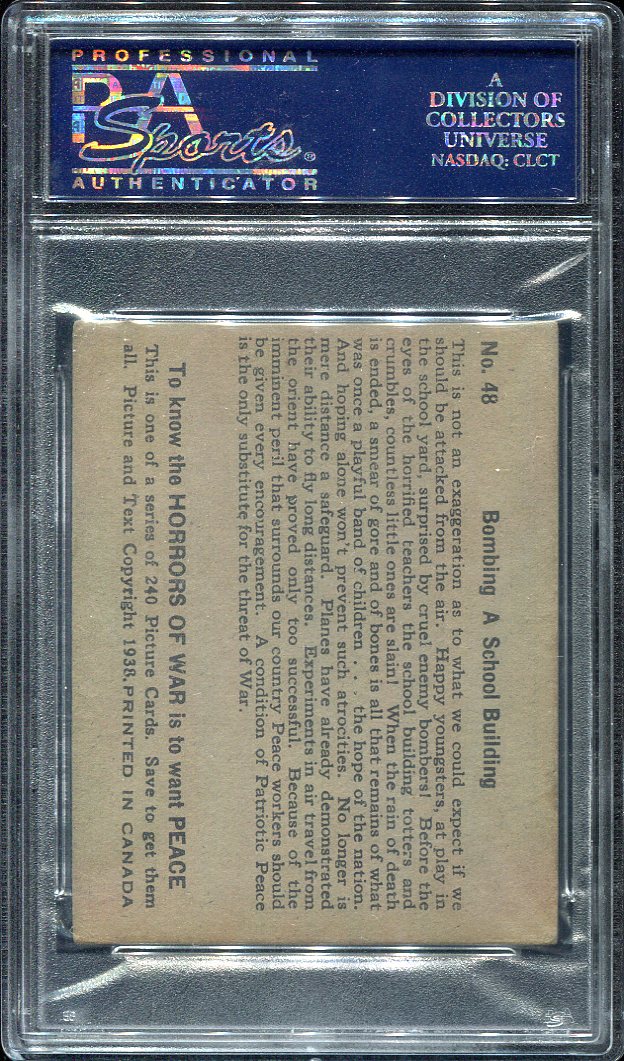 PROFESSIONAL
PSA
Sports®
AUTHENTICATOR
A
DIVISION OF
COLLECTORS
UNIVERSE
NASDAQ: CLCT
No. 48 Bombing A School Building
This is not an exaggeration as to what we could expect if we
should be attacked from the air. Happy youngsters, at play in
the school yard, surprised by cruel enemy bombers! Before the
eyes of the horrified teachers the school building totters and
crumbles, countless little ones are slain! When the rain of death
is ended, a smear of gore and of bones is all that remains of what
was once a playful band of children . . . the hope of the nation.
And hoping alone won't prevent such atrocities. No longer is
mere distance a safeguard. Planes have already demonstrated
their ability to fly long distances. Experiments in air travel from
the orient have proved only too successful. Because of the
imminent peril that surrounds our country Peace workers should
be given every encouragement. A condition of Patriotic Peace
is the only substitute for the threat of War.
To know the HORRORS OF WAR is to want PEACE
This is one of a series of 240 Picture Cards. Save to get them
all. Picture and Text Copyright 1938. PRINTED IN CANADA